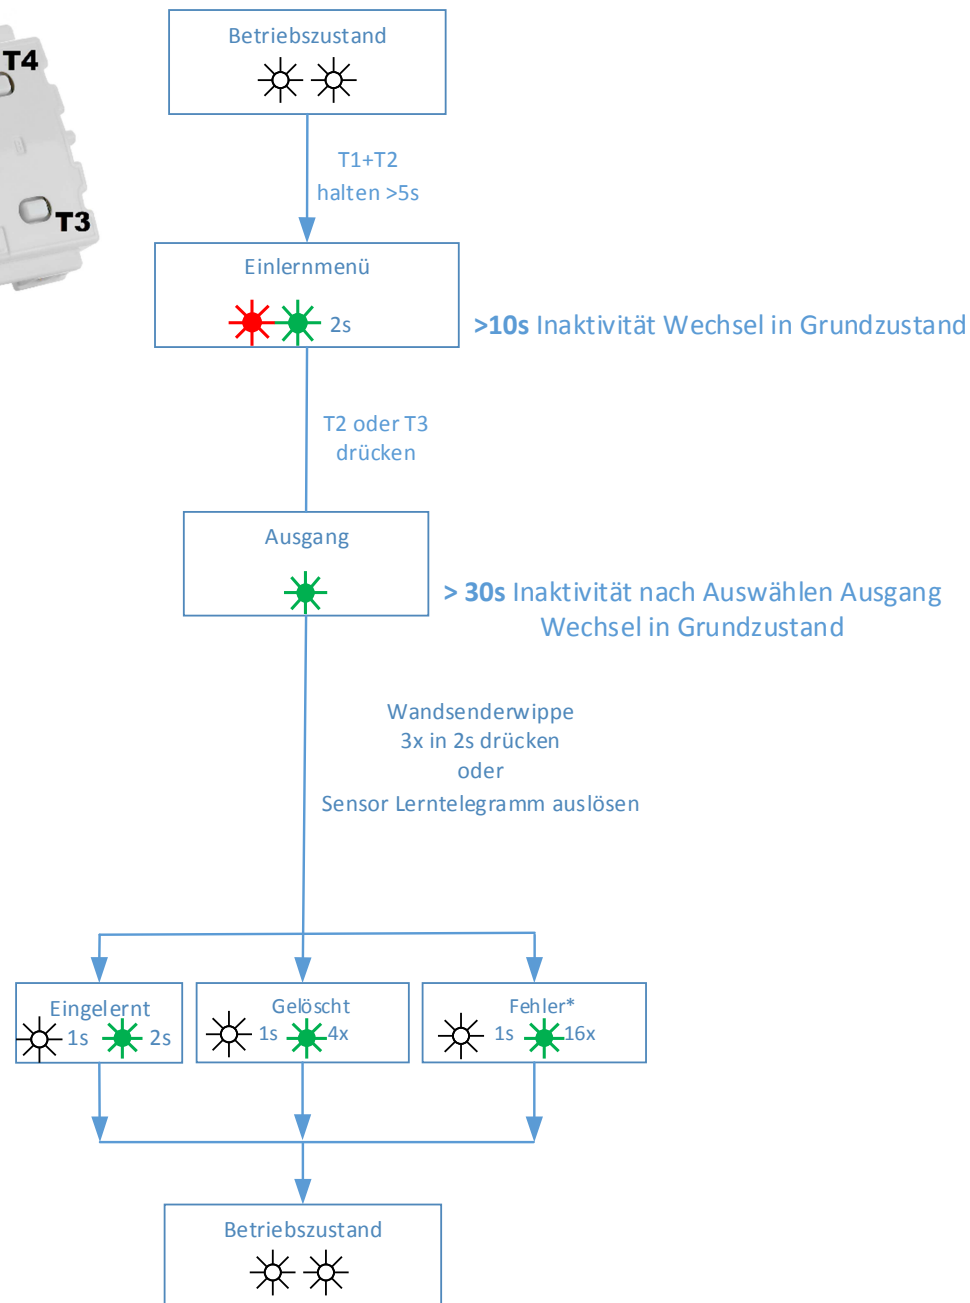 T4
T3
Betriebszustand
T1+T2
halten >5s
Einlernmenü
2s
>10s Inaktivität Wechsel in Grundzustand
T2 oder T3
drücken
Ausgang
> 30s Inaktivität nach Auswählen Ausgang
Wechsel in Grundzustand
Wandsenderwippe
3x in 2s drücken
oder
Sensor Lerntelegramm auslösen
Eingelernt
1s 2s
Gelöscht
1s 4x
Fehler*
1s 16x
Betriebszustand